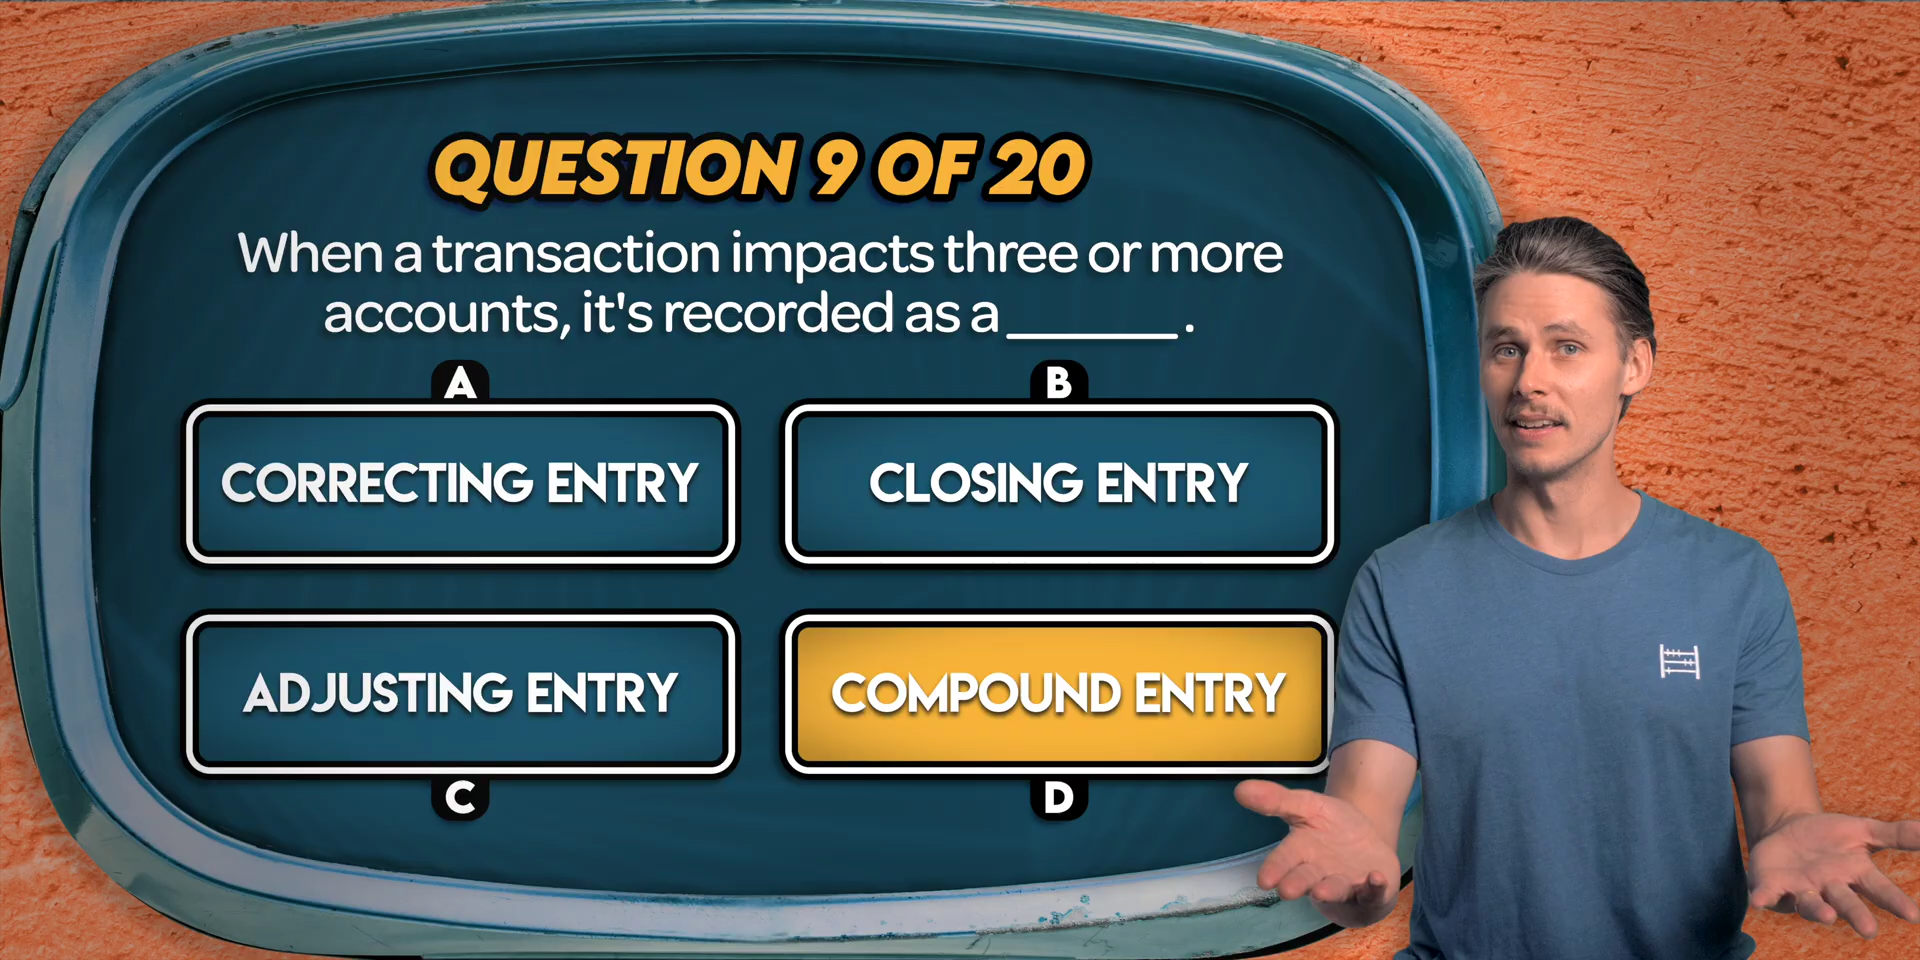 QUESTION 9 OF 20
When a transaction impacts three or more
accounts, it's recorded as a ______.
A
CORRECTING ENTRY
B
CLOSING ENTRY
ADJUSTING ENTRY
C
COMPOUND ENTRY
D